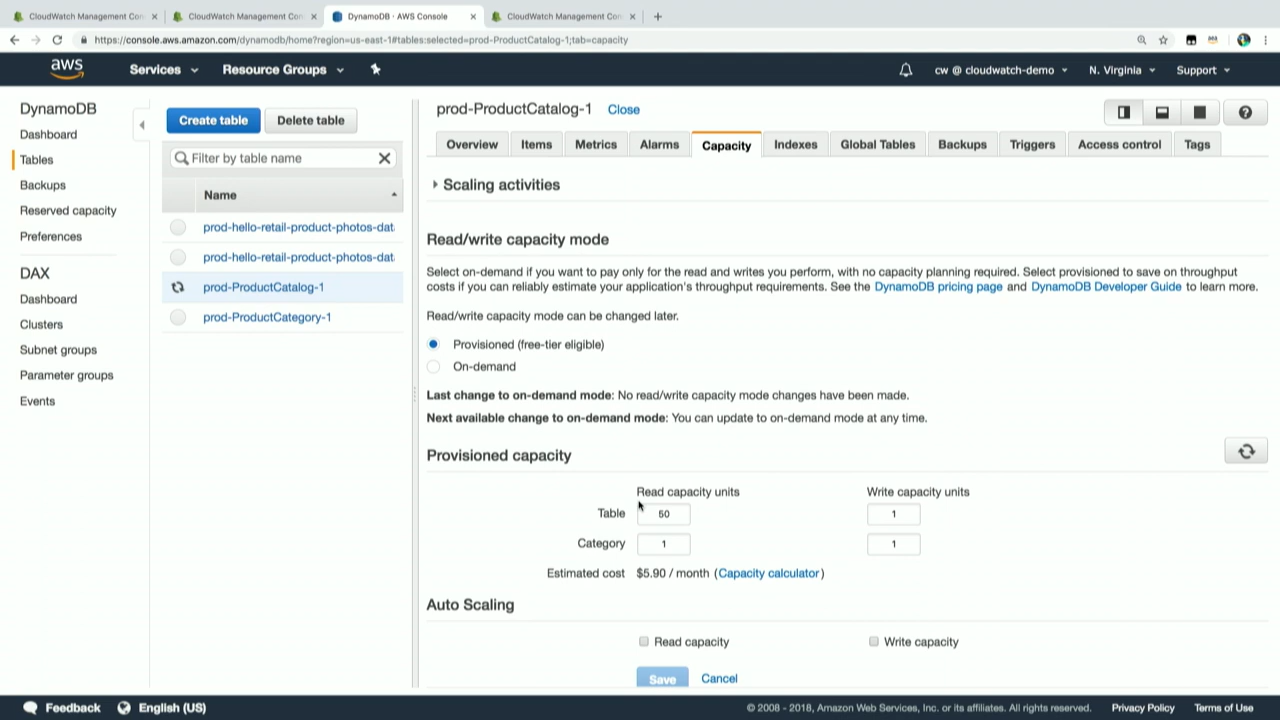 CloudWatch Management Con
CloudWatch Management Con
DynamoDB · AWS Console
CloudWatch Management Con
https://console.aws.amazon.com/dynamodb/home?region=us-east-1#tables:selected=prod-ProductCatalog-1;tab=capacity
aws
Services
Resource Groups
cw @ cloudwatch-demo
N. Virginia
Support
DynamoDB
Dashboard
Tables
Backups
Reserved capacity
Preferences
DAX
Dashboard
Clusters
Subnet groups
Parameter groups
Events
Create table
Delete table
Filter by table name
Name
prod-hello-retail-product-photos-dat
prod-hello-retail-product-photos-dat
prod-ProductCatalog-1
prod-ProductCategory-1
prod-ProductCatalog-1 Close
Overview
Items
Metrics
Alarms
Capacity
Indexes
Global Tables
Backups
Triggers
Access control
Tags
Scaling activities
Read/write capacity mode
Select on-demand if you want to pay only for the read and writes you perform, with no capacity planning required. Select provisioned to save on throughput
costs if you can reliably estimate your application's throughput requirements. See the DynamoDB pricing page and DynamoDB Developer Guide to learn more.
Read/write capacity mode can be changed later.
Provisioned (free-tier eligible)
On-demand
Last change to on-demand mode: No read/write capacity mode changes have been made.
Next available change to on-demand mode: You can update to on-demand mode at any time.
Provisioned capacity
Read capacity units Write capacity units
Table 50 1
Category 1 1
Estimated cost $5.90 / month (Capacity calculator)
Auto Scaling
Read capacity Write capacity
Save Cancel
Feedback
English (US)
© 2008 - 2018, Amazon Web Services, Inc. or its affiliates. All rights reserved.
Privacy Policy
Terms of Use